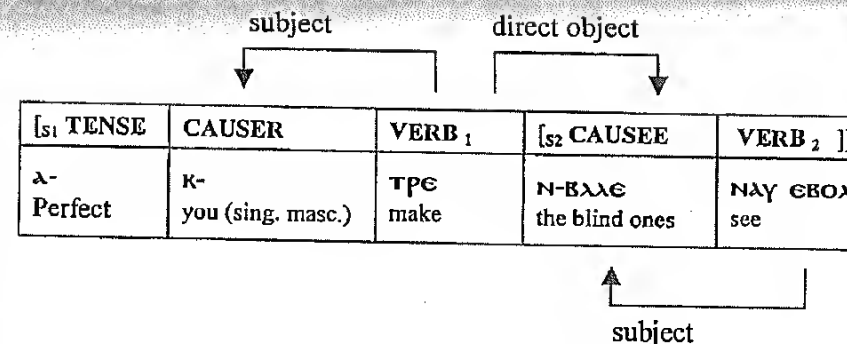 subject direct object
[s1 TENSE CAUSER VERB 1 [s2 CAUSEE VERB 2 ]]
ⲁ- ⲕ- ⲧⲣⲉ ⲛ-ⲃⲗⲗⲉ ⲛⲁⲩ ⲉⲃⲟⲗ
Perfect you (sing. masc.) make the blind ones see
subject